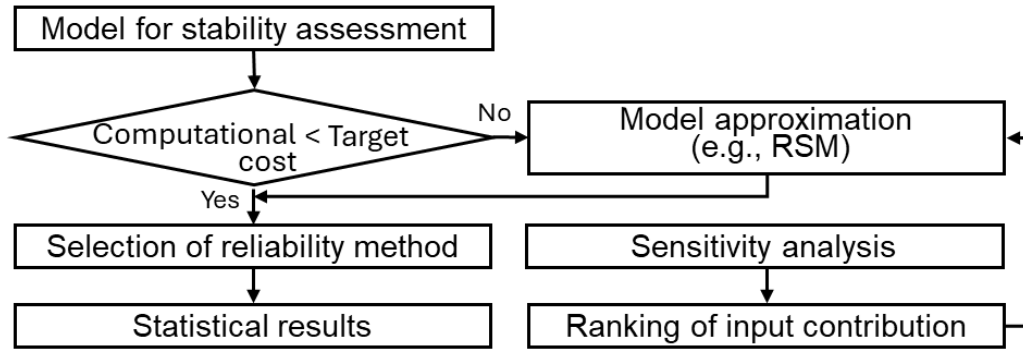 Model for stability assessment
Computational < Target
cost
No
Model approximation
(e.g., RSM)
Yes
Selection of reliability method
Sensitivity analysis
Statistical results
Ranking of input contribution